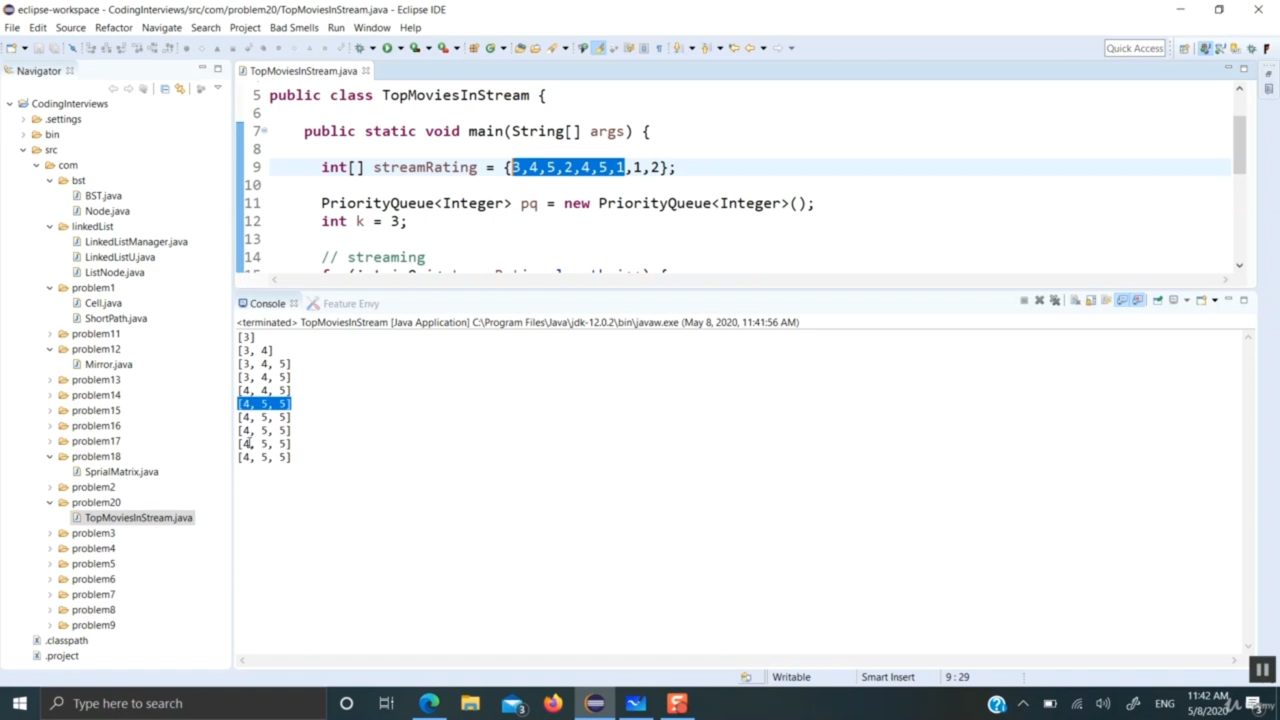 eclipse-workspace - CodingInterviews/src/com/problem20/TopMoviesInStream.java - Eclipse IDE
File Edit Source Refactor Navigate Search Project Bad Smells Run Window Help
Quick Access
Navigator
CodingInterviews
.settings
bin
src
com
bst
BST.java
Node.java
linkedList
LinkedListManager.java
LinkedListU.java
ListNode.java
problem1
Cell.java
ShortPath.java
problem11
problem12
Mirror.java
problem13
problem14
problem15
problem16
problem17
problem18
SprialMatrix.java
problem2
problem20
TopMoviesInStream.java
problem3
problem4
problem5
problem6
problem7
problem8
problem9
.classpath
.project
TopMoviesInStream.java
5 public class TopMoviesInStream {
6
7 public static void main(String[] args) {
8
9 int[] streamRating = {3,4,5,2,4,5,1,1,2};
10
11 PriorityQueue<Integer> pq = new PriorityQueue<Integer>();
12 int k = 3;
13
14 // streaming
Console Feature Envy
<terminated> TopMoviesInStream [Java Application] C:\Program Files\Java\jdk-12.0.2\bin\javaw.exe (May 8, 2020, 11:41:56 AM)
[3]
[3, 4]
[3, 4, 5]
[3, 4, 5]
[4, 4, 5]
[4, 5, 5]
[4, 5, 5]
[4, 5, 5]
[4, 5, 5]
[4, 5, 5]
Writable Smart Insert 9 : 29
Type here to search
3
ENG
11:42 AM
5/8/2020
3